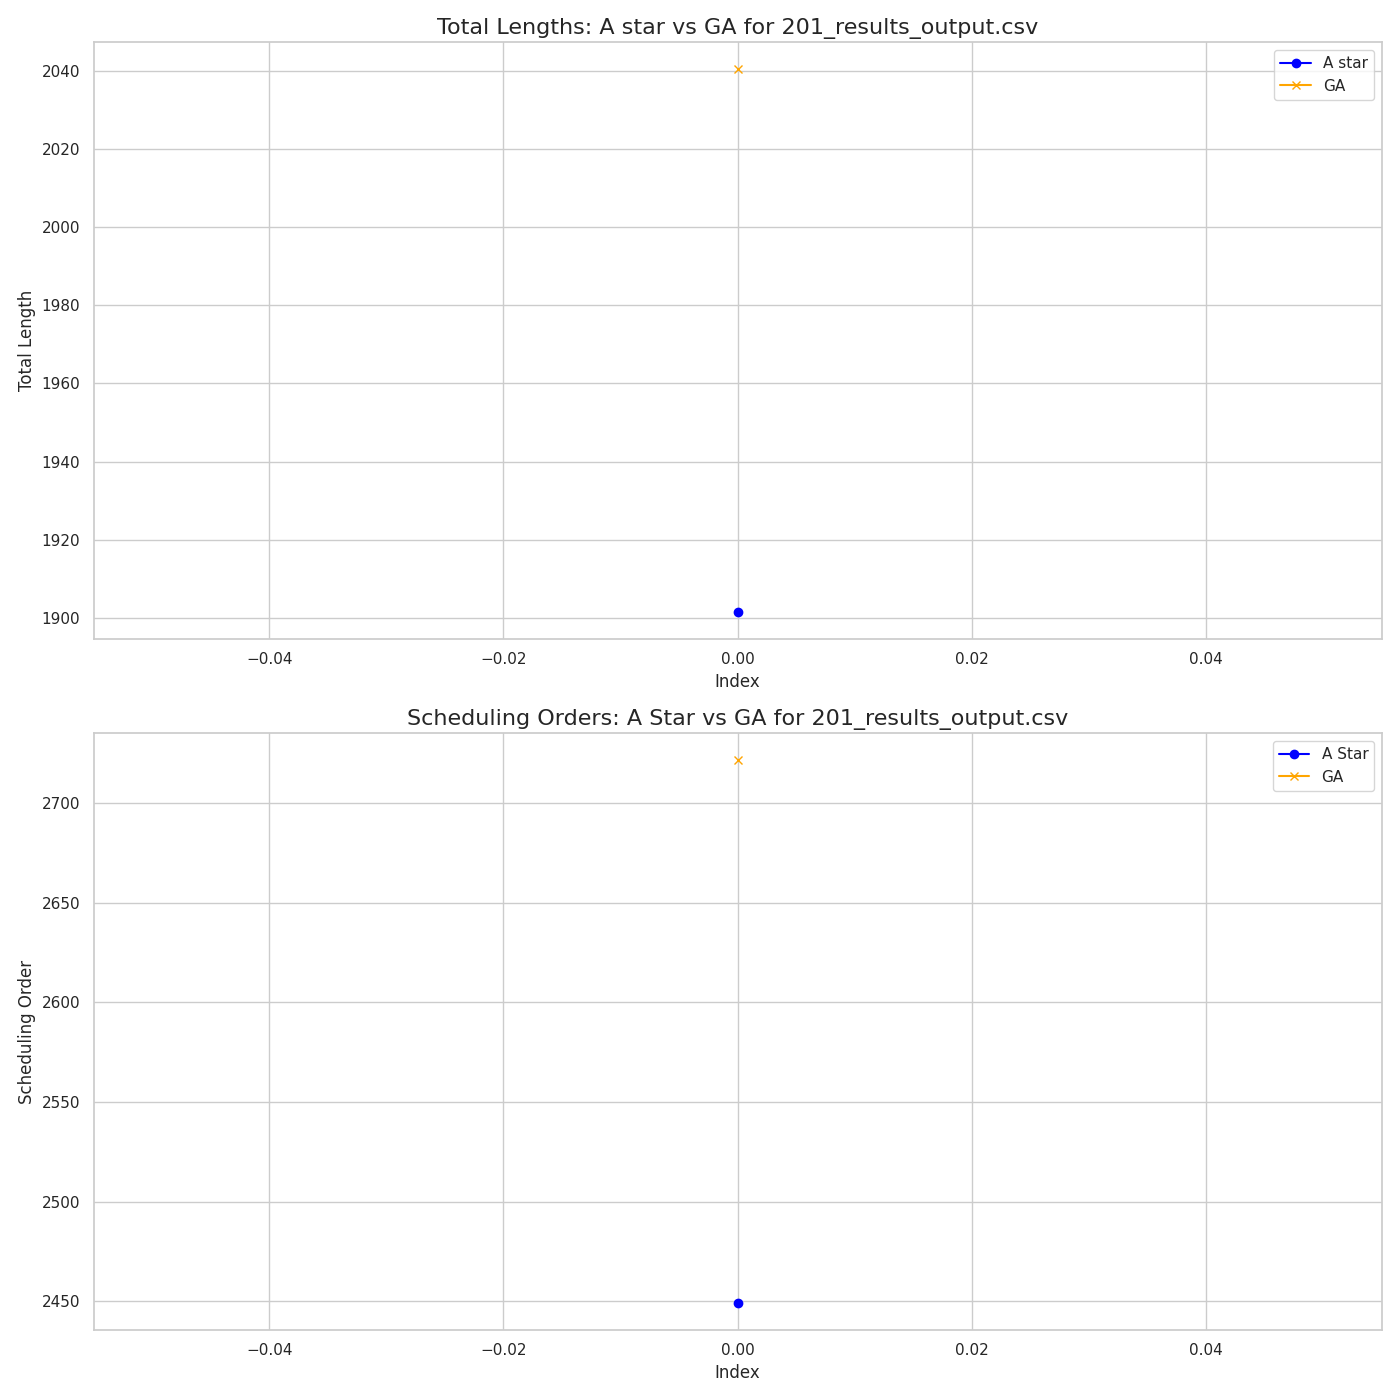 Total Lengths: A star vs GA for 201_results_output.csv
A star
GA
Total Length
2040
2020
2000
1980
1960
1940
1920
1900
−0.04 −0.02 0.00 0.02 0.04
Index
Scheduling Orders: A Star vs GA for 201_results_output.csv
A Star
GA
Scheduling Order
2700
2650
2600
2550
2500
2450
−0.04 −0.02 0.00 0.02 0.04
Index